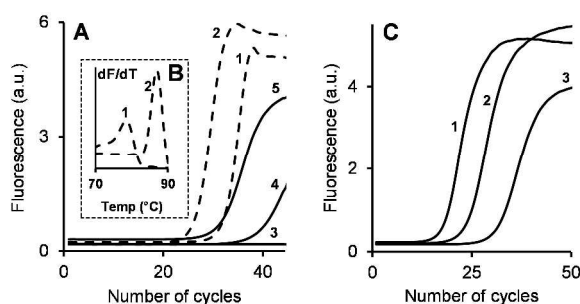 A
6
3
0
Fluorescence (a.u.)
0 20 40
Number of cycles
2
1
5
4
3
B
dF/dT
1
2
70 90
Temp (°C)
C
4
2
0
Fluorescence (a.u.)
0 25 50
Number of cycles
1
2
3